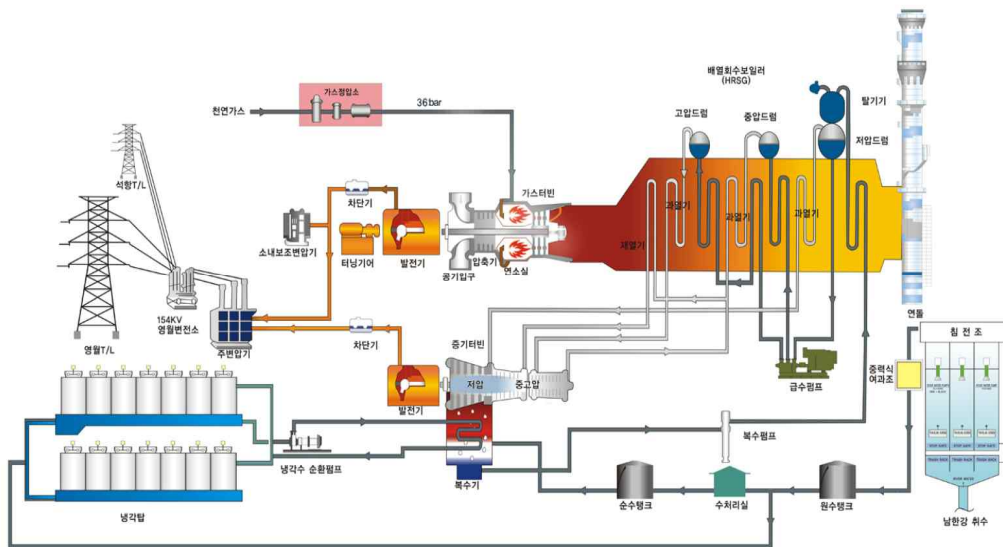 배열회수보일러
(HRSG)
가스정압소
천연가스
36bar
고압드럼
중압드럼
탈기기
저압드럼
석항T/L
차단기
가스터빈
과열기
과열기
과열기
재열기
소내보조변압기
터닝기어
발전기
압축기
연소실
공기입구
154KV
영월변전소
연돌
영월T/L
주변압기
차단기
증기터빈
침 전 조
저압
중고압
급수펌프
중력식
여과조
발전기
복수펌프
냉각수 순환펌프
복수기
냉각탑
순수탱크
수처리실
원수탱크
남한강 취수